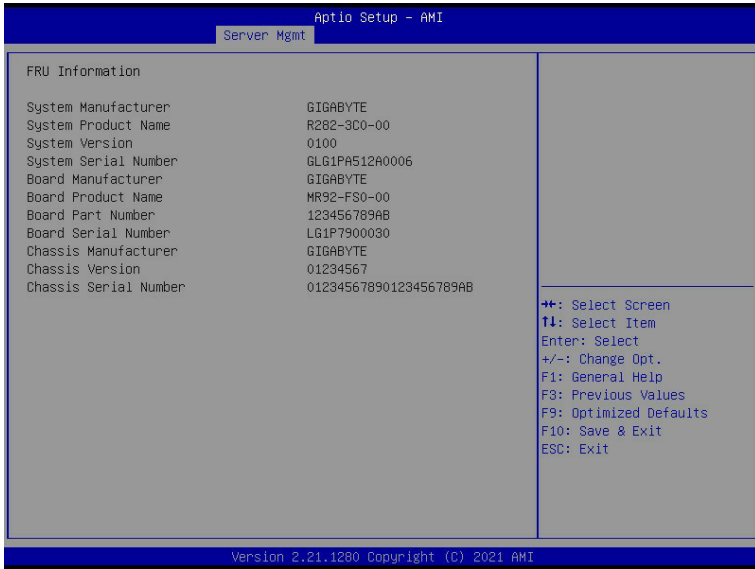 Aptio Setup - AMI
Server Mgmt
FRU Information
System Manufacturer GIGABYTE
System Product Name R282-3C0-00
System Version 0100
System Serial Number GLG1PA512A0006
Board Manufacturer GIGABYTE
Board Product Name MR92-FS0-00
Board Part Number 123456789AB
Board Serial Number LG1P7900030
Chassis Manufacturer GIGABYTE
Chassis Version 01234567
Chassis Serial Number 01234567890123456789AB
→←: Select Screen
↑↓: Select Item
Enter: Select
+/-: Change Opt.
F1: General Help
F3: Previous Values
F9: Optimized Defaults
F10: Save & Exit
ESC: Exit
Version 2.21.1280 Copyright (C) 2021 AMI